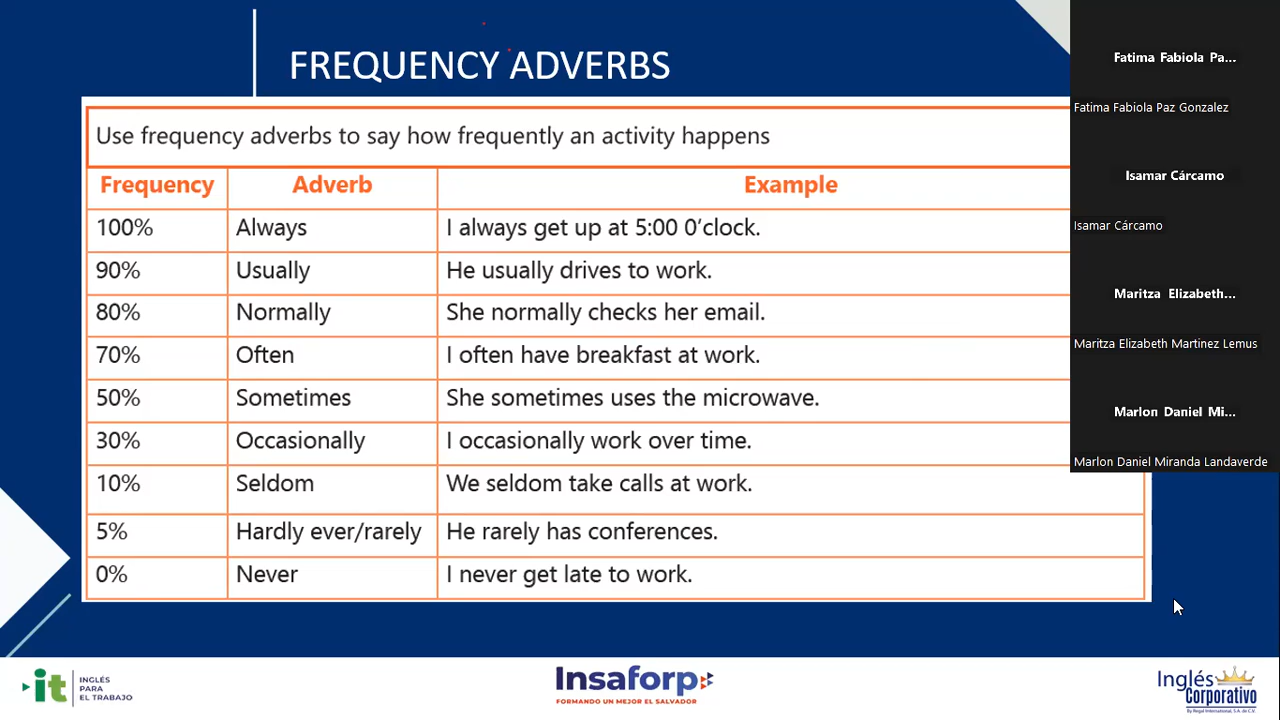 FREQUENCY ADVERBS
Use frequency adverbs to say how frequently an activity happens
Frequency Adverb Example
100% Always I always get up at 5:00 0'clock.
90% Usually He usually drives to work.
80% Normally She normally checks her email.
70% Often I often have breakfast at work.
50% Sometimes She sometimes uses the microwave.
30% Occasionally I occasionally work over time.
10% Seldom We seldom take calls at work.
5% Hardly ever/rarely He rarely has conferences.
0% Never I never get late to work.
Fatima Fabiola Pa...
Fatima Fabiola Paz Gonzalez
Isamar Cárcamo
Isamar Cárcamo
Maritza Elizabeth...
Maritza Elizabeth Martinez Lemus
Marlon Daniel Mi...
Marlon Daniel Miranda Landaverde
it
INGLÉS
PARA
EL TRABAJO
Insaforp
FORMANDO UN MEJOR EL SALVADOR
Inglés
Corporativo
By Regal International, S.A. de C.V.